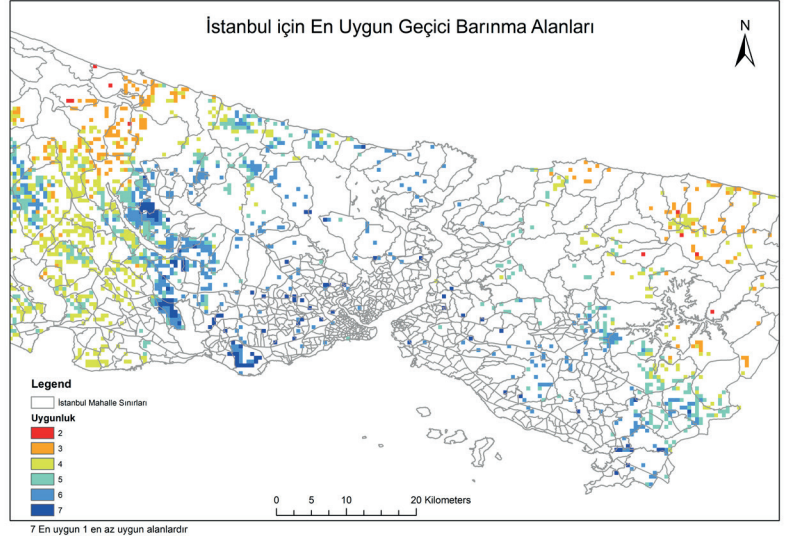 İstanbul için En Uygun Geçici Barınma Alanları
N
Legend
İstanbul Mahalle Sınırları
Uygunluk
2
3
4
5
6
7
0 5 10 20 Kilometers
7 En uygun 1 en az uygun alanlardır